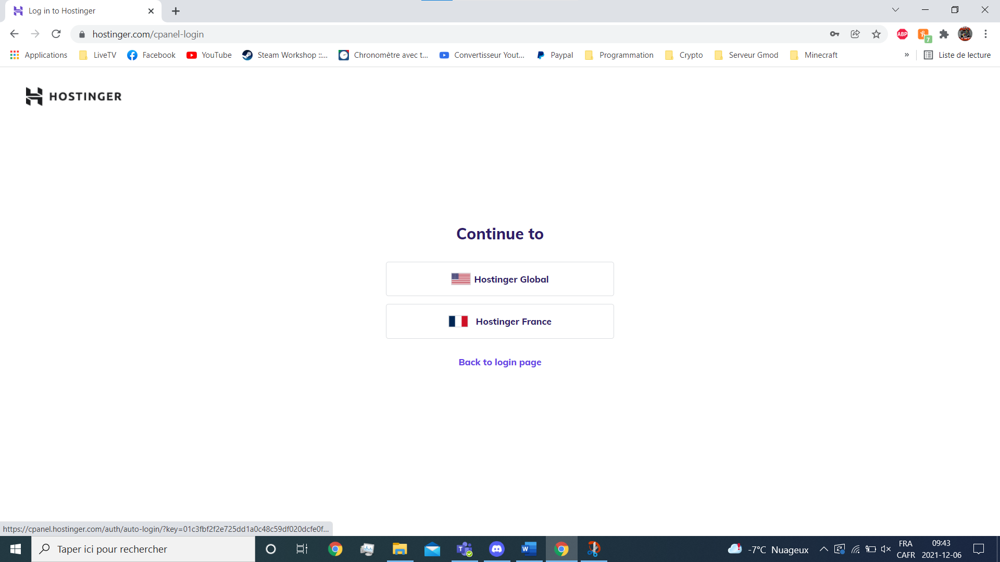 Log in to Hostinger
hostinger.com/cpanel-login
ABP
7
Applications LiveTV Facebook YouTube Steam Workshop ::... Chronomètre avec t... Convertisseur Yout... Paypal Programmation Crypto Serveur Gmod Minecraft » Liste de lecture
HOSTINGER
Continue to
Hostinger Global
Hostinger France
Back to login page
https://cpanel.hostinger.com/auth/auto-login/?key=01c3fbf2f2e725dd1a0c48c59df020dcfe0f...
Taper ici pour rechercher
-7°C Nuageux
FRA
CAFR
09:43
2021-12-06